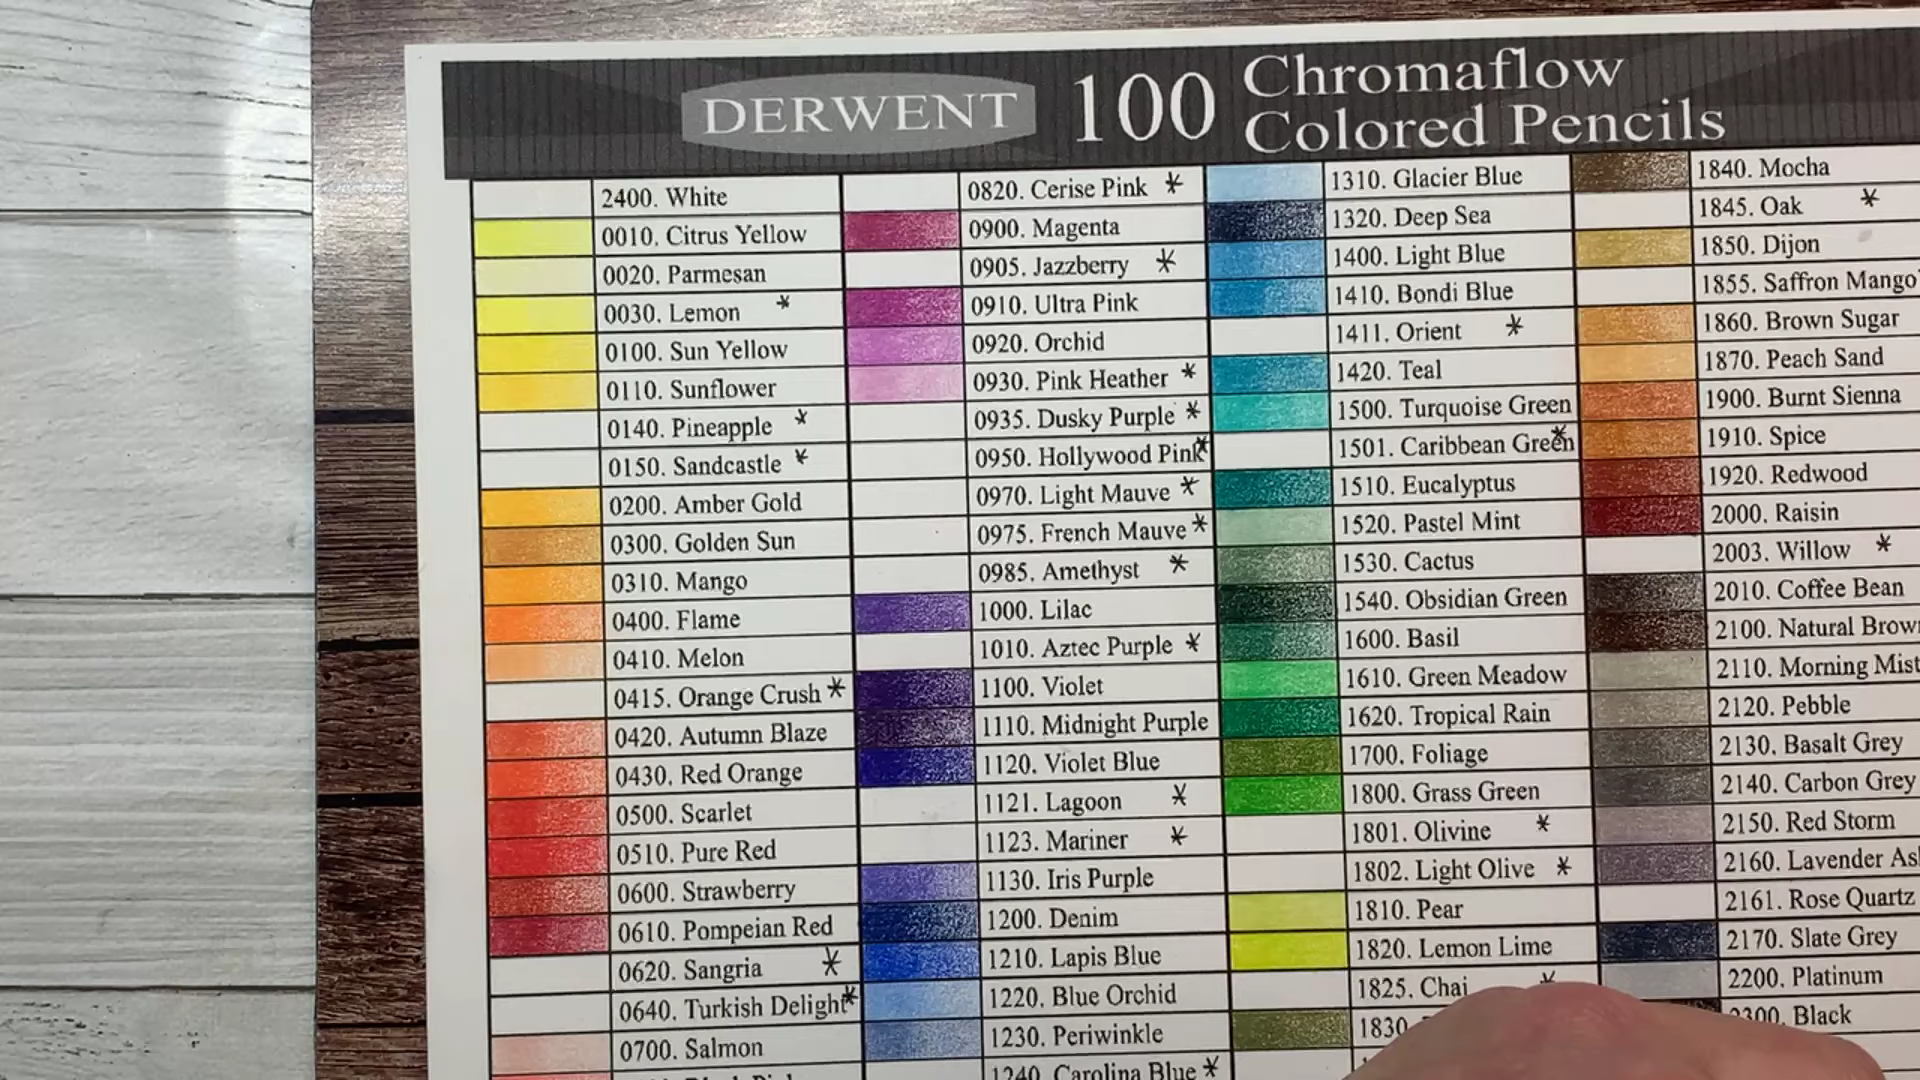 DERWENT
100
Chromaflow
Colored Pencils
2400. White
0010. Citrus Yellow
0020. Parmesan
0030. Lemon *
0100. Sun Yellow
0110. Sunflower
0140. Pineapple *
0150. Sandcastle *
0200. Amber Gold
0300. Golden Sun
0310. Mango
0400. Flame
0410. Melon
0415. Orange Crush *
0420. Autumn Blaze
0430. Red Orange
0500. Scarlet
0510. Pure Red
0600. Strawberry
0610. Pompeian Red
0620. Sangria *
0640. Turkish Delight *
0700. Salmon
0820. Cerise Pink *
0900. Magenta
0905. Jazzberry *
0910. Ultra Pink
0920. Orchid
0930. Pink Heather *
0935. Dusky Purple *
0950. Hollywood Pink *
0970. Light Mauve *
0975. French Mauve *
0985. Amethyst *
1000. Lilac
1010. Aztec Purple *
1100. Violet
1110. Midnight Purple
1120. Violet Blue
1121. Lagoon *
1123. Mariner *
1130. Iris Purple
1200. Denim
1210. Lapis Blue
1220. Blue Orchid
1230. Periwinkle
1240. Carolina Blue *
1310. Glacier Blue
1320. Deep Sea
1400. Light Blue
1410. Bondi Blue
1411. Orient *
1420. Teal
1500. Turquoise Green
1501. Caribbean Green *
1510. Eucalyptus
1520. Pastel Mint
1530. Cactus
1540. Obsidian Green
1600. Basil
1610. Green Meadow
1620. Tropical Rain
1700. Foliage
1800. Grass Green
1801. Olivine *
1802. Light Olive *
1810. Pear
1820. Lemon Lime
1825. Chai *
1830.
1840. Mocha
1845. Oak *
1850. Dijon
1855. Saffron Mango
1860. Brown Sugar
1870. Peach Sand
1900. Burnt Sienna
1910. Spice
1920. Redwood
2000. Raisin
2003. Willow *
2010. Coffee Bean
2100. Natural Brow
2110. Morning Mist
2120. Pebble
2130. Basalt Grey
2140. Carbon Grey
2150. Red Storm
2160. Lavender As
2161. Rose Quartz
2170. Slate Grey
2200. Platinum
2300. Black